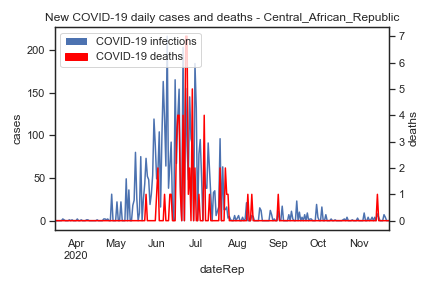 New COVID-19 daily cases and deaths - Central_African_Republic
COVID-19 infections
COVID-19 deaths
200
150
100
50
0
cases
7
6
5
4
3
2
1
0
deaths
Apr May Jun Jul Aug Sep Oct Nov
2020
dateRep